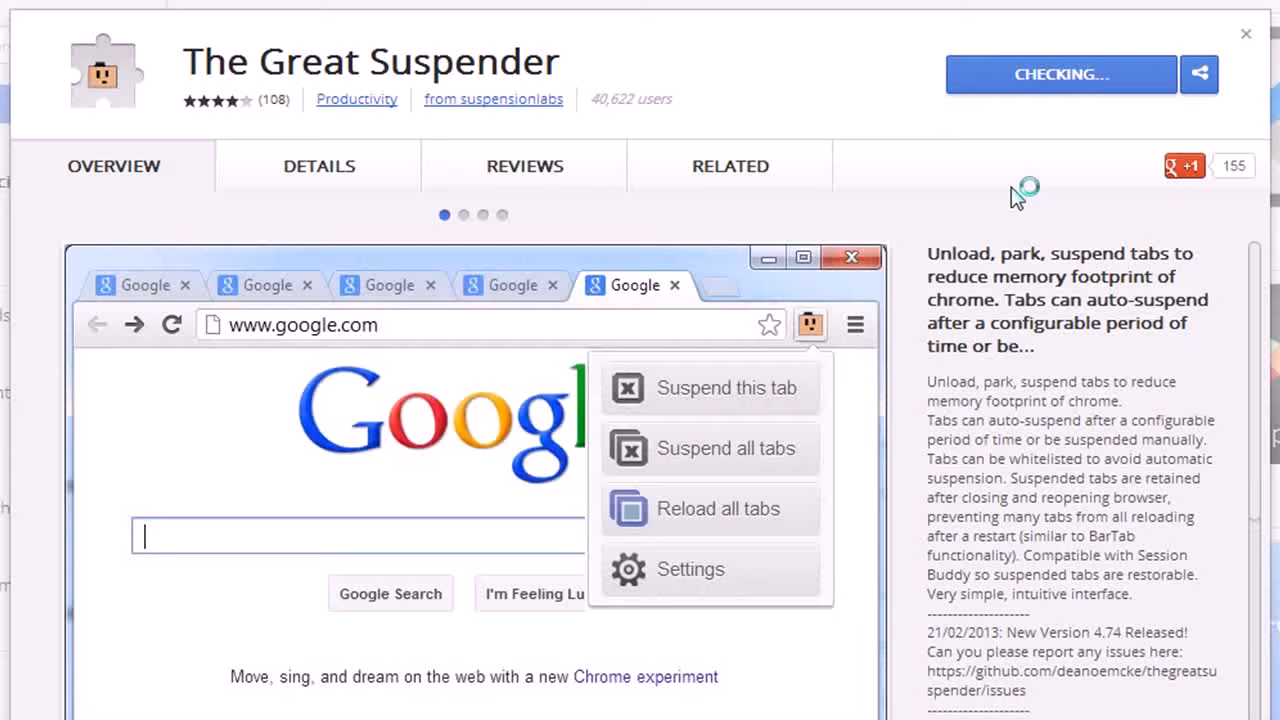 The Great Suspender
(108)
Productivity
from suspensionlabs
40,622 users
CHECKING...
OVERVIEW
DETAILS
REVIEWS
RELATED
g +1
155
Google
Google
Google
Google
Google
www.google.com
Goog
Suspend this tab
Suspend all tabs
Reload all tabs
Settings
Google Search
I'm Feeling Lu
Move, sing, and dream on the web with a new Chrome experiment
Unload, park, suspend tabs to
reduce memory footprint of
chrome. Tabs can auto-suspend
after a configurable period of
time or be...
Unload, park, suspend tabs to reduce
memory footprint of chrome.
Tabs can auto-suspend after a configurable
period of time or be suspended manually.
Tabs can be whitelisted to avoid automatic
suspension. Suspended tabs are retained
after closing and reopening browser,
preventing many tabs from all reloading
after a restart (similar to BarTab
functionality). Compatible with Session
Buddy so suspended tabs are restorable.
Very simple, intuitive interface.
--------------------
21/02/2013: New Version 4.74 Released!
Can you please report any issues here:
https://github.com/deanoemcke/thegreatsu
spender/issues
--------------------